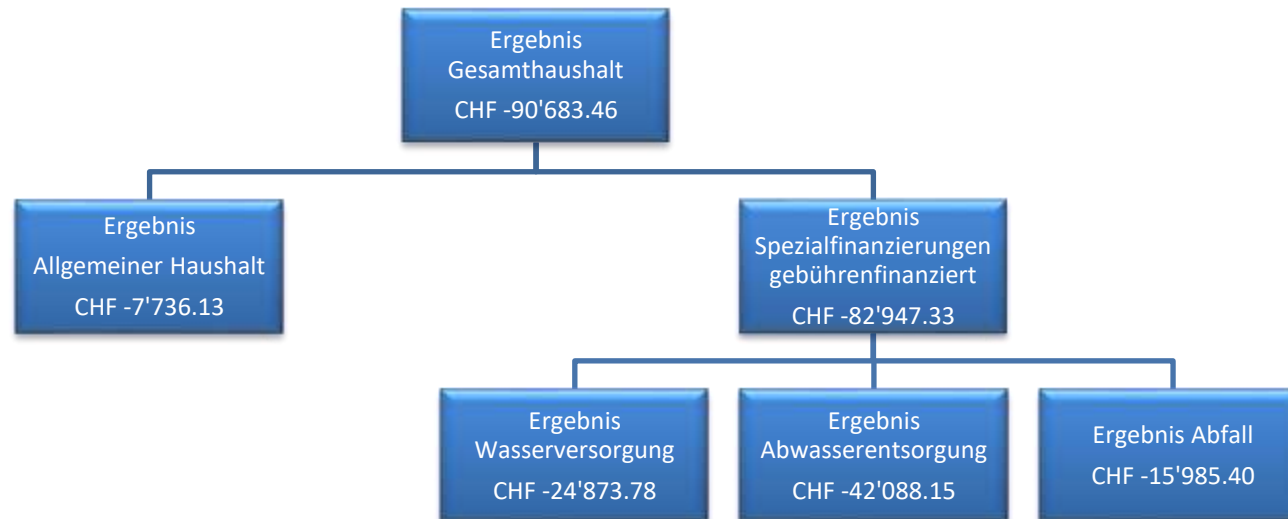 Ergebnis
Gesamthaushalt
CHF -90'683.46
Ergebnis
Allgemeiner Haushalt
CHF -7'736.13
Ergebnis
Spezialfinanzierungen
gebührenfinanziert
CHF -82'947.33
Ergebnis
Wasserversorgung
CHF -24'873.78
Ergebnis
Abwasserentsorgung
CHF -42'088.15
Ergebnis Abfall
CHF -15'985.40